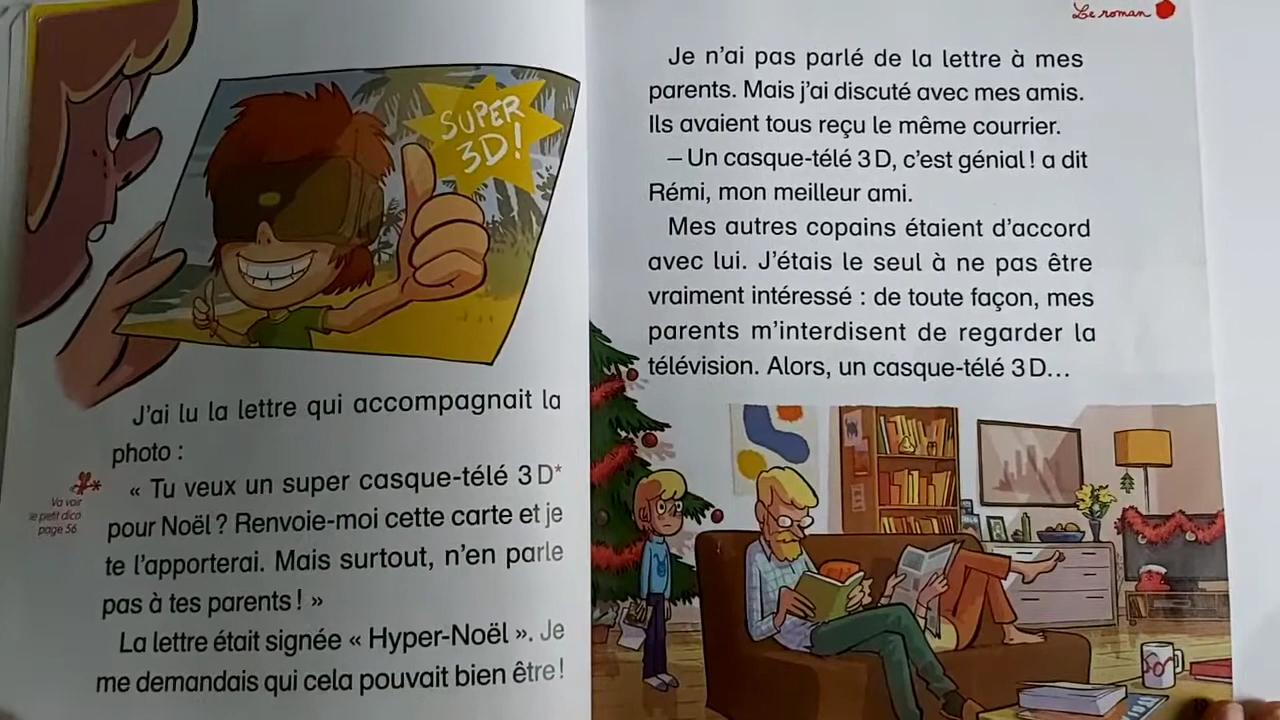 SUPER
3D!
J'ai lu la lettre qui accompagnait la
photo :
« Tu veux un super casque-télé 3D*
pour Noël ? Renvoie-moi cette carte et je
te l'apporterai. Mais surtout, n'en parle
pas à tes parents ! »
La lettre était signée « Hyper-Noël ». Je
me demandais qui cela pouvait bien être !
*
Va voir
le petit dico
page 56.
Le roman
Je n'ai pas parlé de la lettre à mes
parents. Mais j'ai discuté avec mes amis.
Ils avaient tous reçu le même courrier.
– Un casque-télé 3D, c'est génial ! a dit
Rémi, mon meilleur ami.
Mes autres copains étaient d'accord
avec lui. J'étais le seul à ne pas être
vraiment intéressé : de toute façon, mes
parents m'interdisent de regarder la
télévision. Alors, un casque-télé 3D…